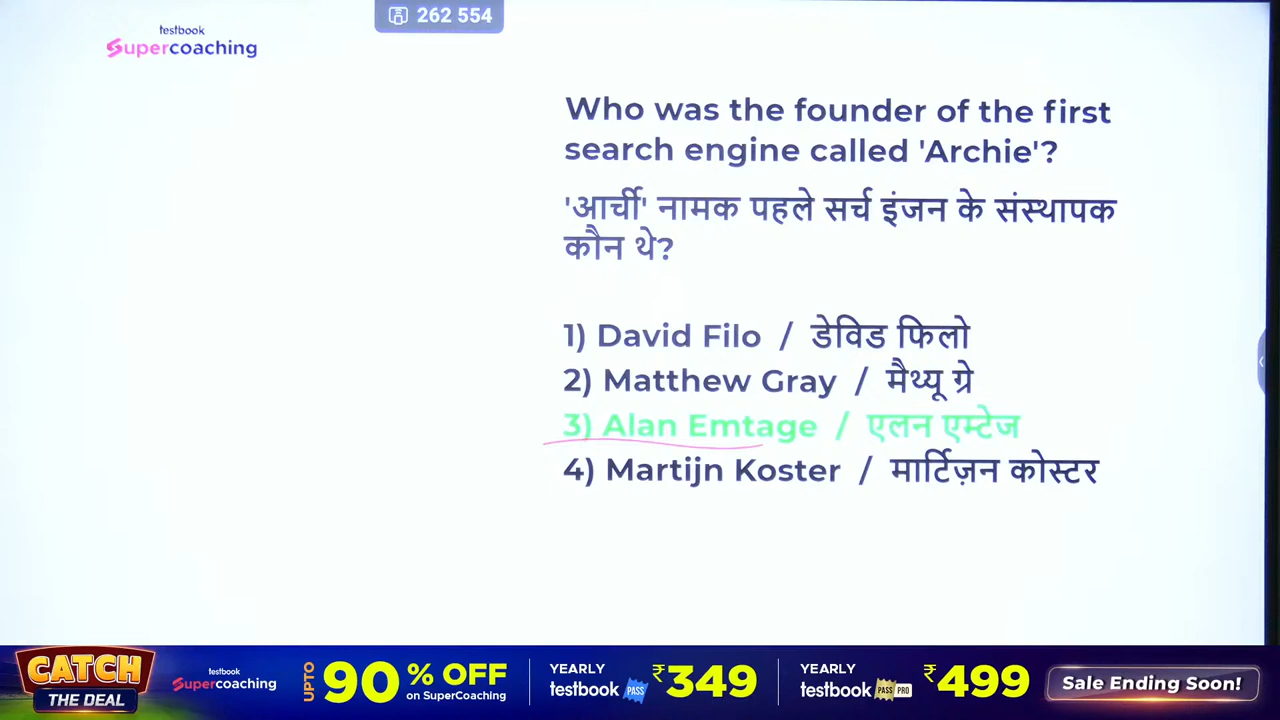 testbook
Supercoaching
262 554
Who was the founder of the first
search engine called 'Archie'?
'आर्ची' नामक पहले सर्च इंजन के संस्थापक
कौन थे?
1) David Filo / डेविड फिलो
2) Matthew Gray / मैथ्यू ग्रे
3) Alan Emtage / एलन एम्टेज
4) Martijn Koster / मार्टिज़न कोस्टर
CATCH
THE DEAL
testbook
Supercoaching
UPTO 90 % OFF
on SuperCoaching
YEARLY
testbook PASS
₹349
YEARLY
testbook PASS PRO
₹499
Sale Ending Soon!